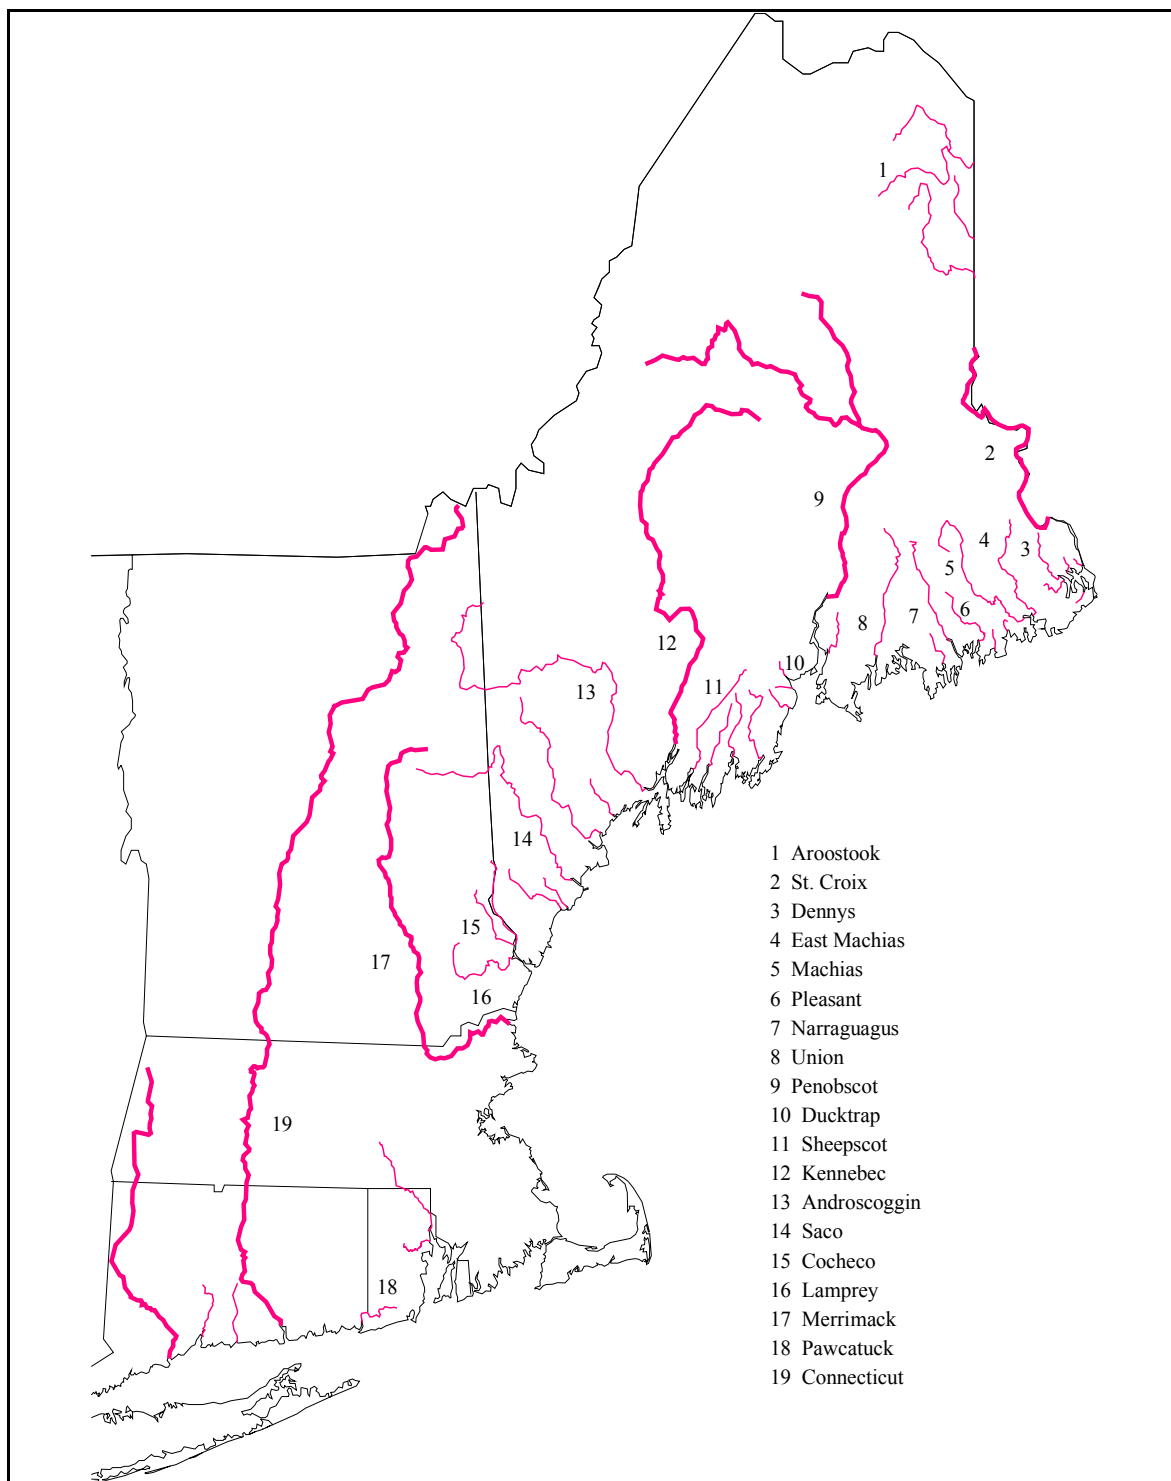 1
2
9
4
3
5
6
8
7
12
10
11
13
14
15
17
16
19
18
1 Aroostook
2 St. Croix
3 Dennys
4 East Machias
5 Machias
6 Pleasant
7 Narraguagus
8 Union
9 Penobscot
10 Ducktrap
11 Sheepscot
12 Kennebec
13 Androscoggin
14 Saco
15 Cocheco
16 Lamprey
17 Merrimack
18 Pawcatuck
19 Connecticut